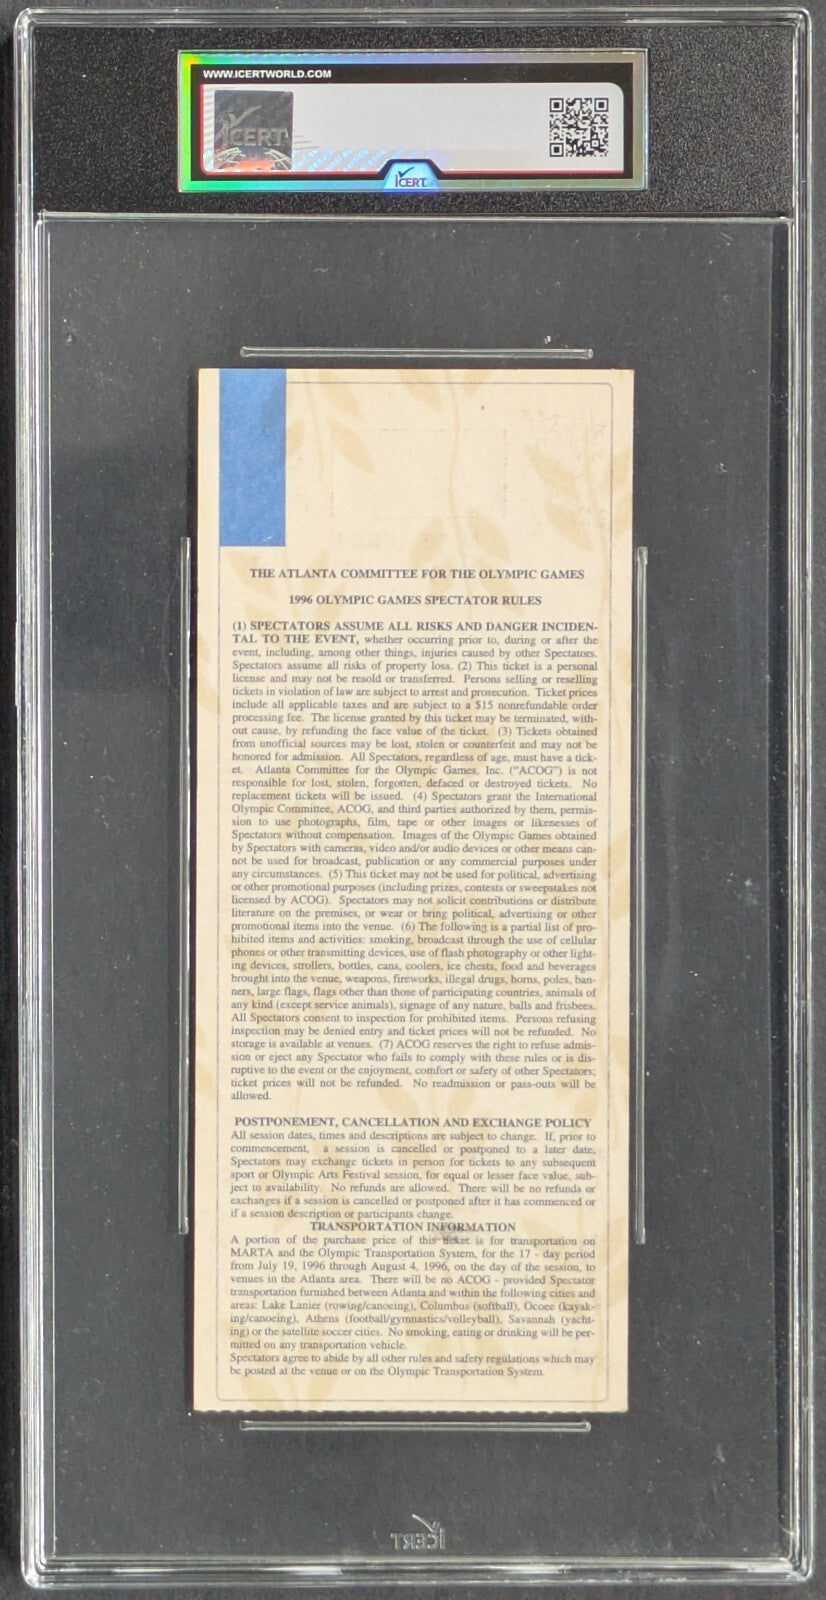 WWW.ICERTWORLD.COM
ICERT
ICERT
THE ATLANTA COMMITTEE FOR THE OLYMPIC GAMES
1996 OLYMPIC GAMES SPECTATOR RULES
(1) SPECTATORS ASSUME ALL RISKS AND DANGER INCIDEN-
TAL TO THE EVENT, whether occurring prior to, during or after the
event, including, among other things, injuries caused by other Spectators.
Spectators assume all risks of property loss. (2) This ticket is a personal
license and may not be resold or transferred. Persons selling or reselling
tickets in violation of law are subject to arrest and prosecution. Ticket prices
include all applicable taxes and are subject to a $15 nonrefundable order
processing fee. The license granted by this ticket may be terminated, with-
out cause, by refunding the face value of the ticket. (3) Tickets obtained
from unofficial sources may be lost, stolen or counterfeit and may not be
honored for admission. All Spectators, regardless of age, must have a tick-
et. Atlanta Committee for the Olympic Games, Inc. ("ACOG") is not
responsible for lost, stolen, forgotten, defaced or destroyed tickets. No
replacement tickets will be issued. (4) Spectators grant the International
Olympic Committee, ACOG, and third parties authorized by them, permis-
sion to use photographs, film, tape or other images or likenesses of
Spectators without compensation. Images of the Olympic Games obtained
by Spectators with cameras, video and/or audio devices or other means can-
not be used for broadcast, publication or any commercial purposes under
any circumstances. (5) This ticket may not be used for political, advertising
or other promotional purposes (including prizes, contests or sweepstakes not
licensed by ACOG). Spectators may not solicit contributions or distribute
literature on the premises, or wear or bring political, advertising or other
promotional items into the venue. (6) The following is a partial list of pro-
hibited items and activities: smoking, broadcast through the use of cellular
phones or other transmitting devices, use of flash photography or other light-
ing devices, strollers, bottles, cans, coolers, ice chests, food and beverages
brought into the venue, weapons, fireworks, illegal drugs, horns, poles, ban-
ners, large flags, flags other than those of participating countries, animals of
any kind (except service animals), signage of any nature, balls and frisbees.
All Spectators consent to inspection for prohibited items. Persons refusing
inspection may be denied entry and ticket prices will not be refunded. No
storage is available at venues. (7) ACOG reserves the right to refuse admis-
sion or eject any Spectator who fails to comply with these rules or is dis-
ruptive to the event or the enjoyment, comfort or safety of other Spectators;
ticket prices will not be refunded. No readmission or pass-outs will be
allowed.
POSTPONEMENT, CANCELLATION AND EXCHANGE POLICY
All session dates, times and descriptions are subject to change. If, prior to
commencement, a session is cancelled or postponed to a later date,
Spectators may exchange tickets in person for tickets to any subsequent
sport or Olympic Arts Festival session, for equal or lesser face value, sub-
ject to availability. No refunds are allowed. There will be no refunds or
exchanges if a session is cancelled or postponed after it has commenced or
if a session description or participants change.
TRANSPORTATION INFORMATION
A portion of the purchase price of this ticket is for transportation on
MARTA and the Olympic Transportation System, for the 17 - day period
from July 19, 1996 through August 4, 1996, on the day of the session, to
venues in the Atlanta area. There will be no ACOG - provided Spectator
transportation furnished between Atlanta and within the following cities and
areas: Lake Lanier (rowing/canoeing), Columbus (softball), Ocoee (kayak-
ing/canoeing), Athens (football/gymnastics/volleyball), Savannah (yacht-
ing) or the satellite soccer cities. No smoking, eating or drinking will be per-
mitted on any transportation vehicle.
Spectators agree to abide by all other rules and safety regulations which may
be posted at the venue or on the Olympic Transportation System.
ICERT